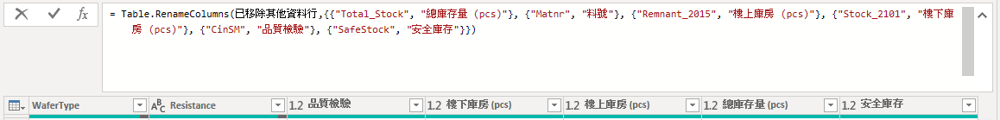 = Table.RenameColumns(已移除其他資料行,{{"Total_Stock", "總庫存量 (pcs)"}, {"Matnr", "料號"}, {"Remnant_2015", "樓上庫房 (pcs)"}, {"Stock_2101", "樓下庫
房 (pcs)"}, {"CinSM", "品質檢驗"}, {"SafeStock", "安全庫存"}})
WaferType ABC Resistance 1.2 品質檢驗 1.2 樓下庫房 (pcs) 1.2 樓上庫房 (pcs) 1.2 總庫存量 (pcs) 1.2 安全庫存